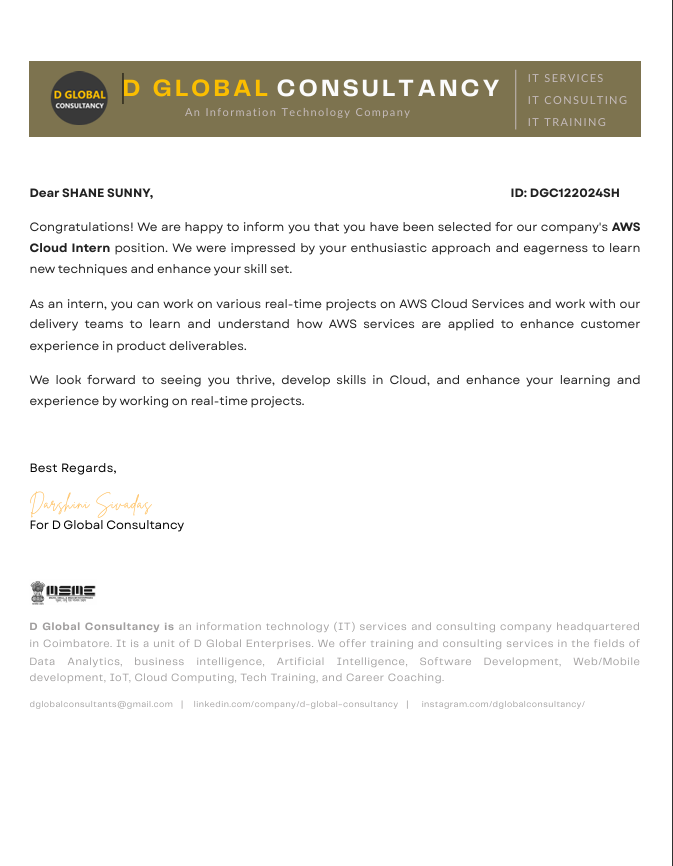 D GLOBAL
CONSULTANCY
D GLOBAL CONSULTANCY
An Information Technology Company
IT SERVICES
IT CONSULTING
IT TRAINING
Dear SHANE SUNNY, ID: DGC122024SH
Congratulations! We are happy to inform you that you have been selected for our company's AWS
Cloud Intern position. We were impressed by your enthusiastic approach and eagerness to learn
new techniques and enhance your skill set.
As an intern, you can work on various real-time projects on AWS Cloud Services and work with our
delivery teams to learn and understand how AWS services are applied to enhance customer
experience in product deliverables.
We look forward to seeing you thrive, develop skills in Cloud, and enhance your learning and
experience by working on real-time projects.
Best Regards,
Darshini Sivadas
For D Global Consultancy
MSME
D Global Consultancy is an information technology (IT) services and consulting company headquartered
in Coimbatore. It is a unit of D Global Enterprises. We offer training and consulting services in the fields of
Data Analytics, business intelligence, Artificial Intelligence, Software Development, Web/Mobile
development, IoT, Cloud Computing, Tech Training, and Career Coaching.
dglobalconsultants@gmail.com | linkedin.com/company/d-global-consultancy | instagram.com/dglobalconsultancy/